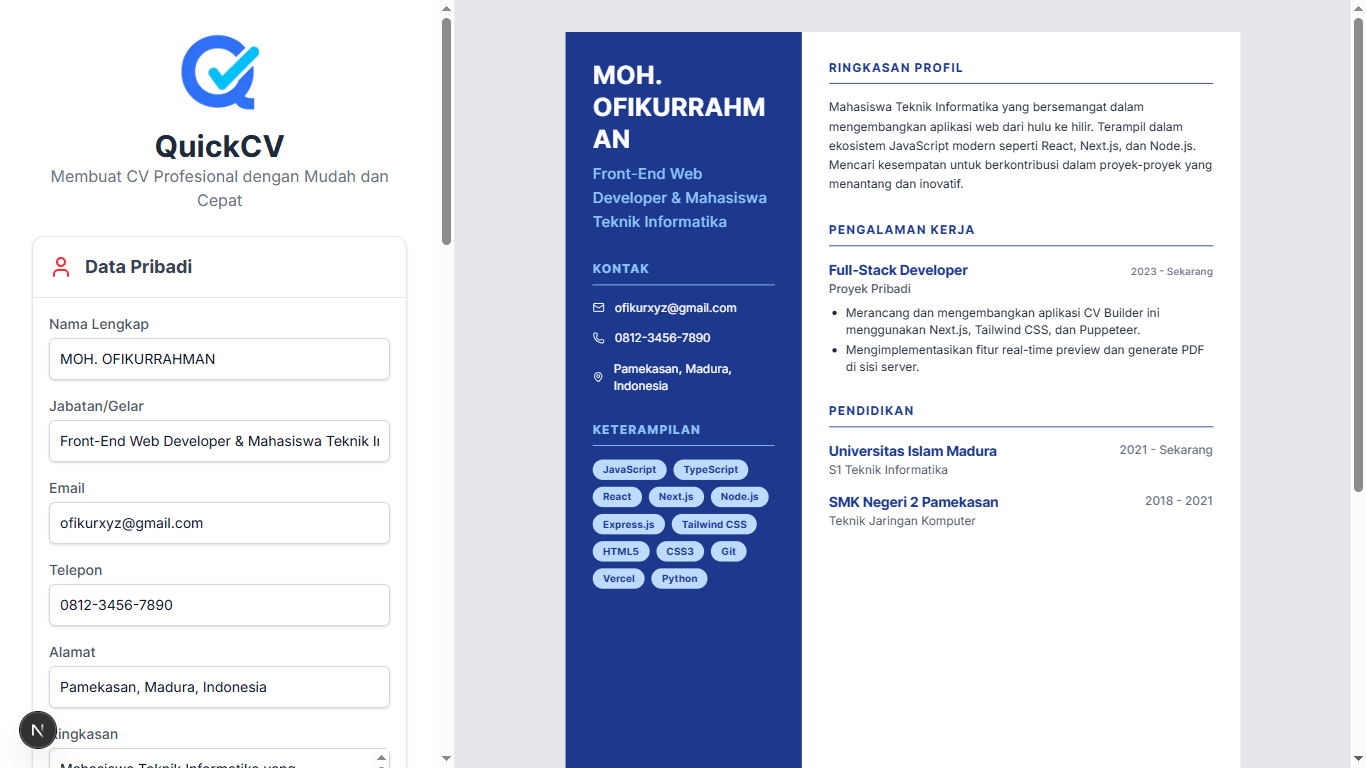 QuickCV
Membuat CV Profesional dengan Mudah dan
Cepat
Data Pribadi
Nama Lengkap
MOH. OFIKURRAHMAN
Jabatan/Gelar
Front-End Web Developer & Mahasiswa Teknik I
Email
ofikurxyz@gmail.com
Telepon
0812-3456-7890
Alamat
Pamekasan, Madura, Indonesia
N
Ringkasan
Mahasiswa Teknik Informatika yang
MOH.
OFIKURRAHM
AN
Front-End Web
Developer & Mahasiswa
Teknik Informatika
KONTAK
ofikurxyz@gmail.com
0812-3456-7890
Pamekasan, Madura,
Indonesia
KETERAMPILAN
JavaScript TypeScript
React Next.js Node.js
Express.js Tailwind CSS
HTML5 CSS3 Git
Vercel Python
RINGKASAN PROFIL
Mahasiswa Teknik Informatika yang bersemangat dalam
mengembangkan aplikasi web dari hulu ke hilir. Terampil dalam
ekosistem JavaScript modern seperti React, Next.js, dan Node.js.
Mencari kesempatan untuk berkontribusi dalam proyek-proyek yang
menantang dan inovatif.
PENGALAMAN KERJA
Full-Stack Developer 2023 - Sekarang
Proyek Pribadi
• Merancang dan mengembangkan aplikasi CV Builder ini
menggunakan Next.js, Tailwind CSS, dan Puppeteer.
• Mengimplementasikan fitur real-time preview dan generate PDF
di sisi server.
PENDIDIKAN
Universitas Islam Madura 2021 - Sekarang
S1 Teknik Informatika
SMK Negeri 2 Pamekasan 2018 - 2021
Teknik Jaringan Komputer